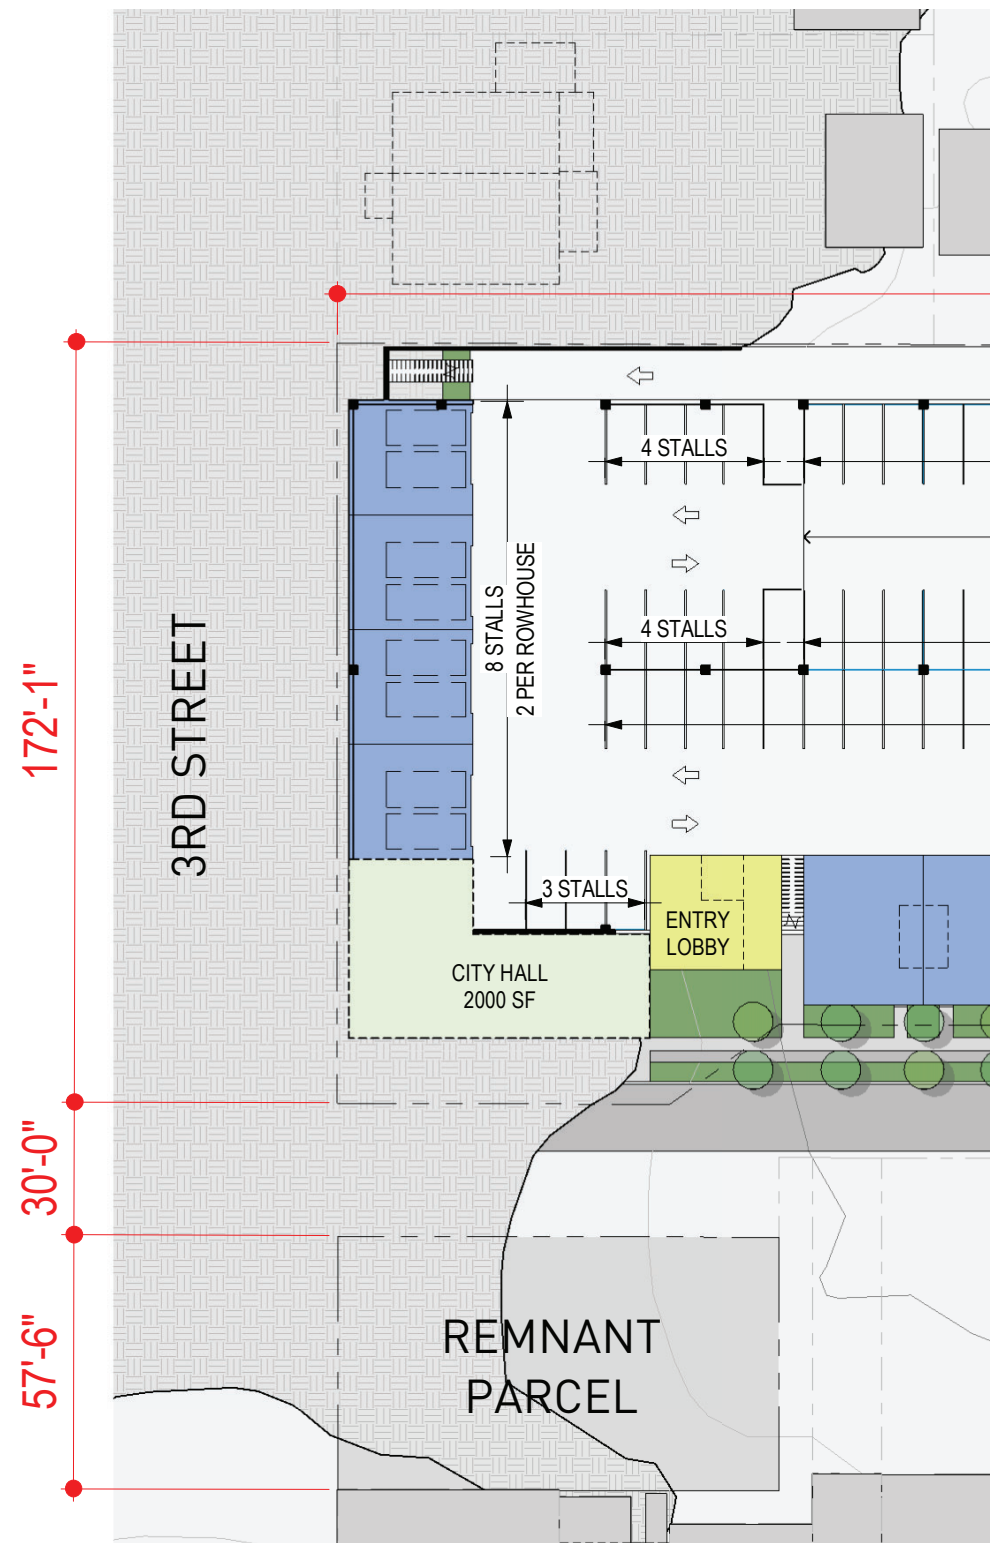 4 STALLS
8 STALLS
2 PER ROWHOUSE
4 STALLS
172'-1"
3RD STREET
3 STALLS
ENTRY
LOBBY
CITY HALL
2000 SF
30'-0"
57'-6"
REMNANT
PARCEL